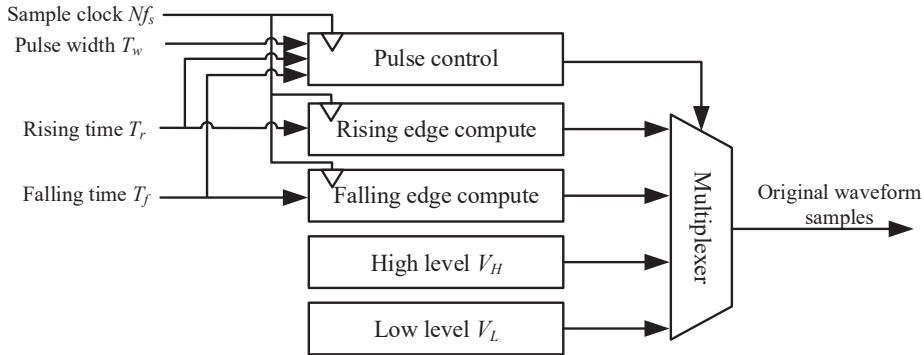 Sample clock Nfs
Pulse width Tw
Pulse control
Rising time Tr
Rising edge compute
Falling time Tf
Falling edge compute
High level VH
Low level VL
Multiplexer
Original waveform
samples